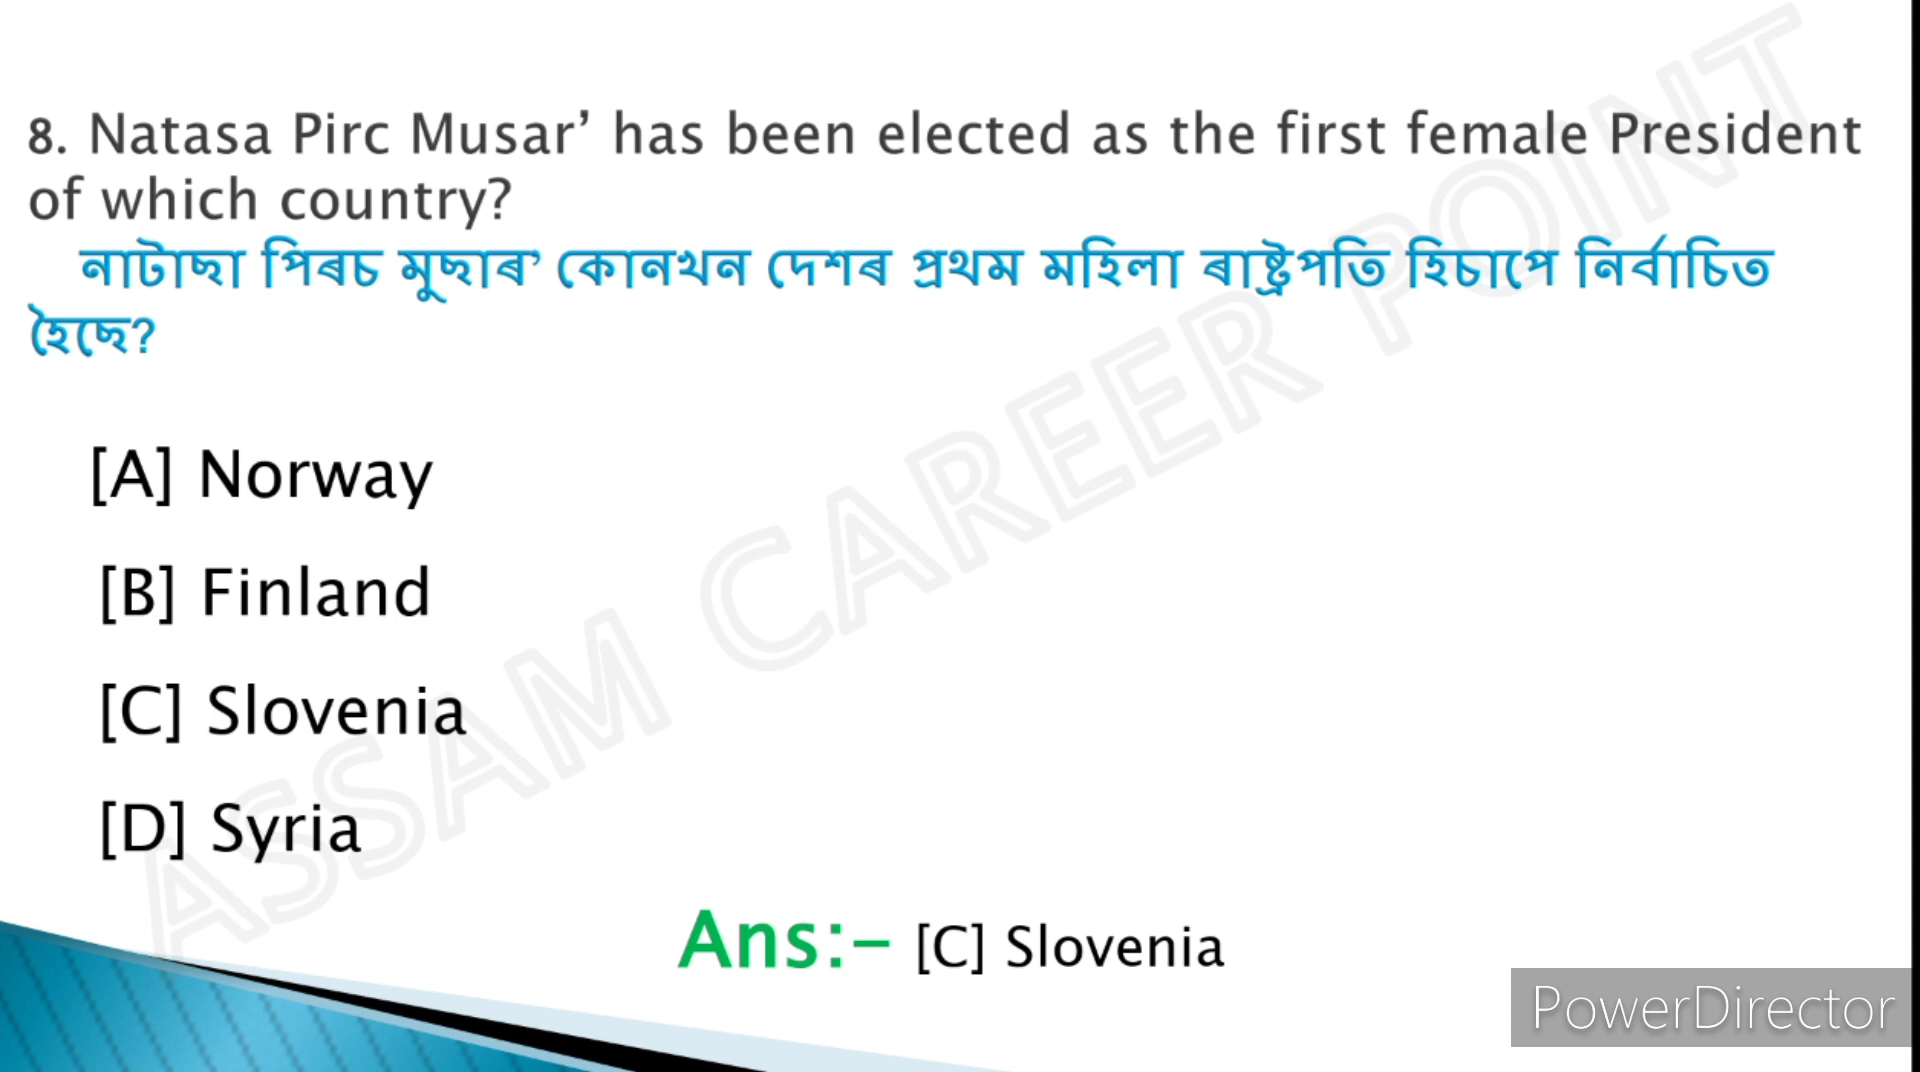 8. Natasa Pirc Musar’ has been elected as the first female President
of which country?
নাটাছা পিৰচ মুছাৰ’ কোনখন দেশৰ প্ৰথম মহিলা ৰাষ্ট্ৰপতি হিচাপে নিৰ্বাচিত
হৈছে?
[A] Norway
[B] Finland
[C] Slovenia
[D] Syria
Ans:- [C] Slovenia
ASSAM CAREER POINT
PowerDirector